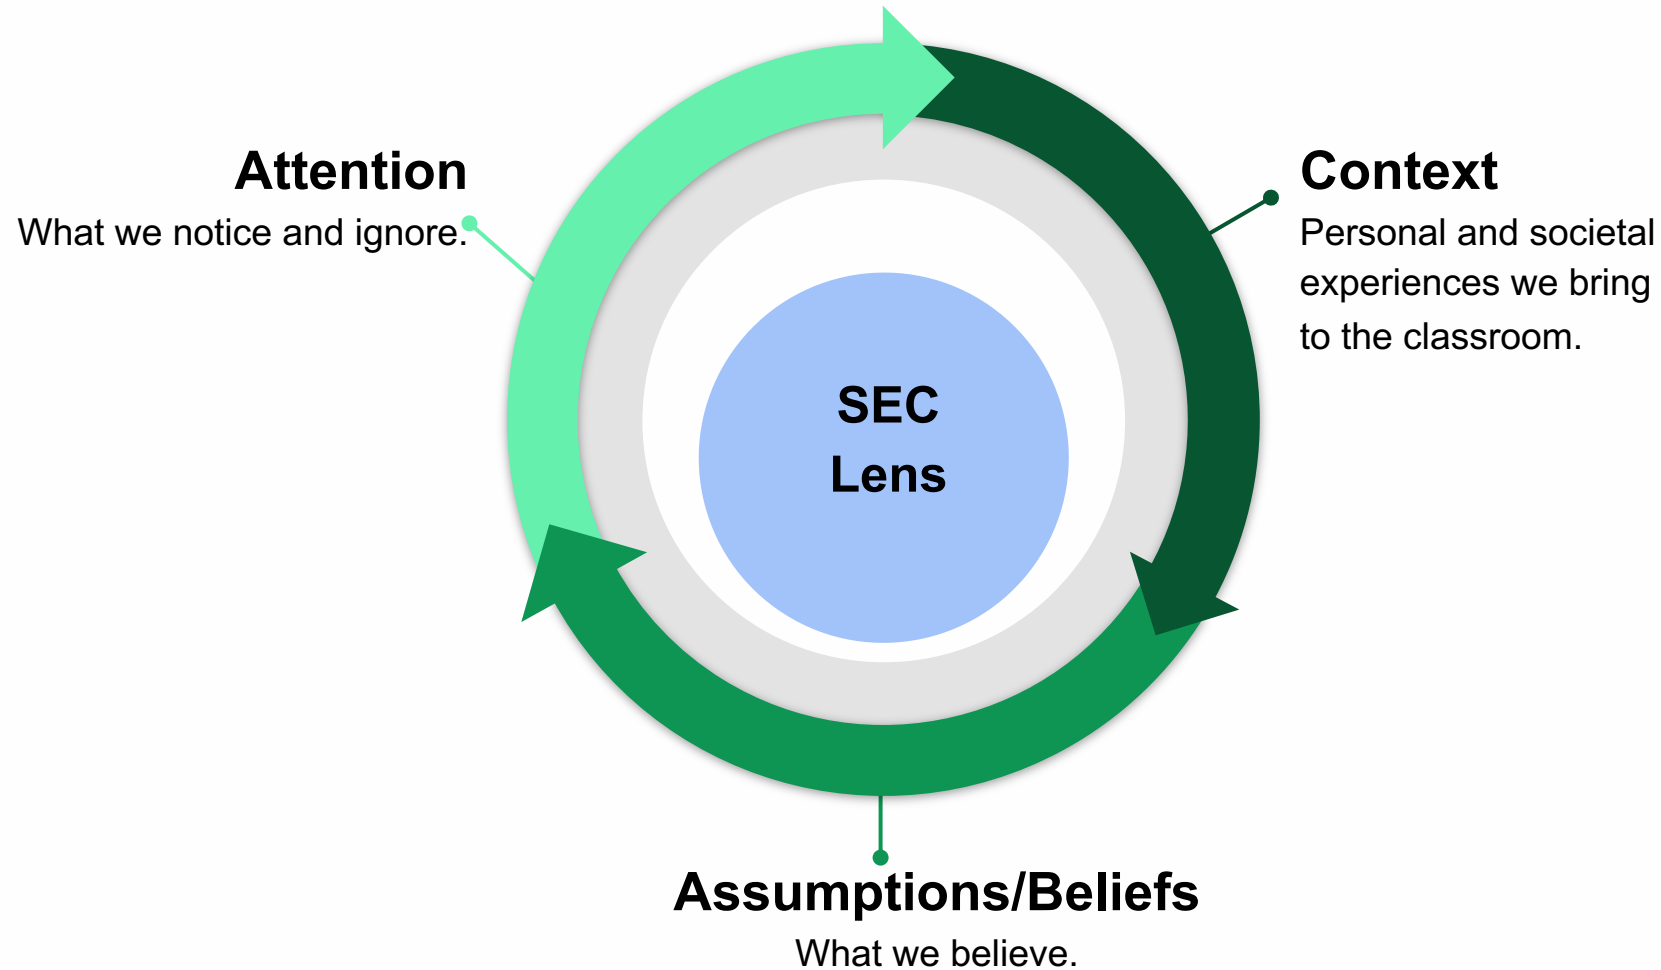 Attention
What we notice and ignore.
Context
Personal and societal
experiences we bring
to the classroom.
SEC
Lens
Assumptions/Beliefs
What we believe.